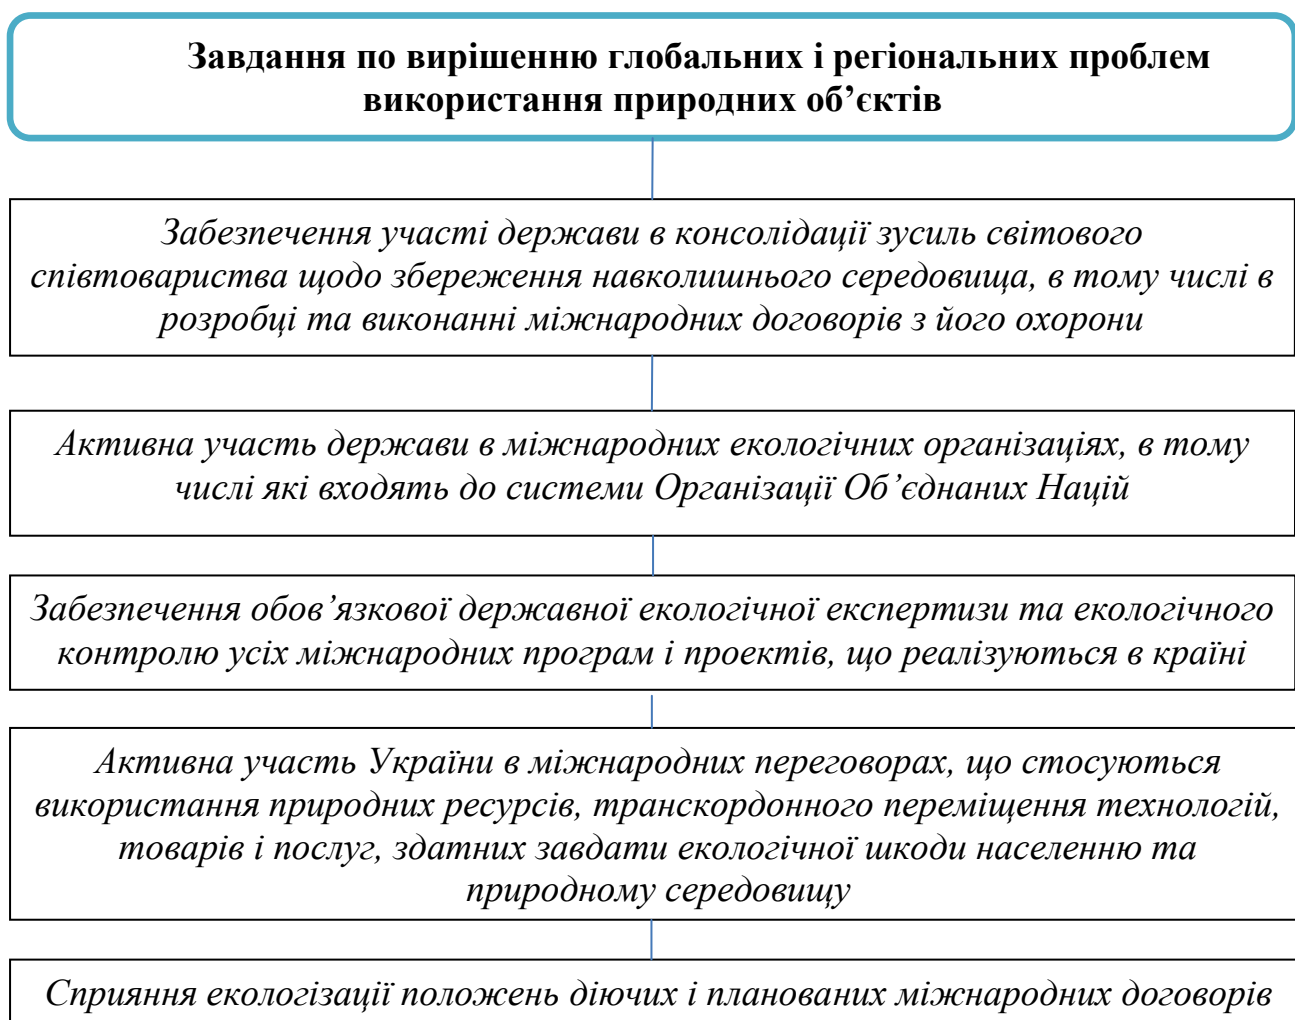 Завдання по вирішенню глобальних і регіональних проблем
використання природних об’єктів
Забезпечення участі держави в консолідації зусиль світового
співтовариства щодо збереження навколишнього середовища, в тому числі в
розробці та виконанні міжнародних договорів з його охорони
Активна участь держави в міжнародних екологічних організаціях, в тому
числі які входять до системи Організації Об’єднаних Націй
Забезпечення обов’язкової державної екологічної експертизи та екологічного
контролю усіх міжнародних програм і проектів, що реалізуються в країні
Активна участь України в міжнародних переговорах, що стосуються
використання природних ресурсів, транскордонного переміщення технологій,
товарів і послуг, здатних завдати екологічної шкоди населенню та
природному середовищу
Сприяння екологізації положень діючих і планованих міжнародних договорів